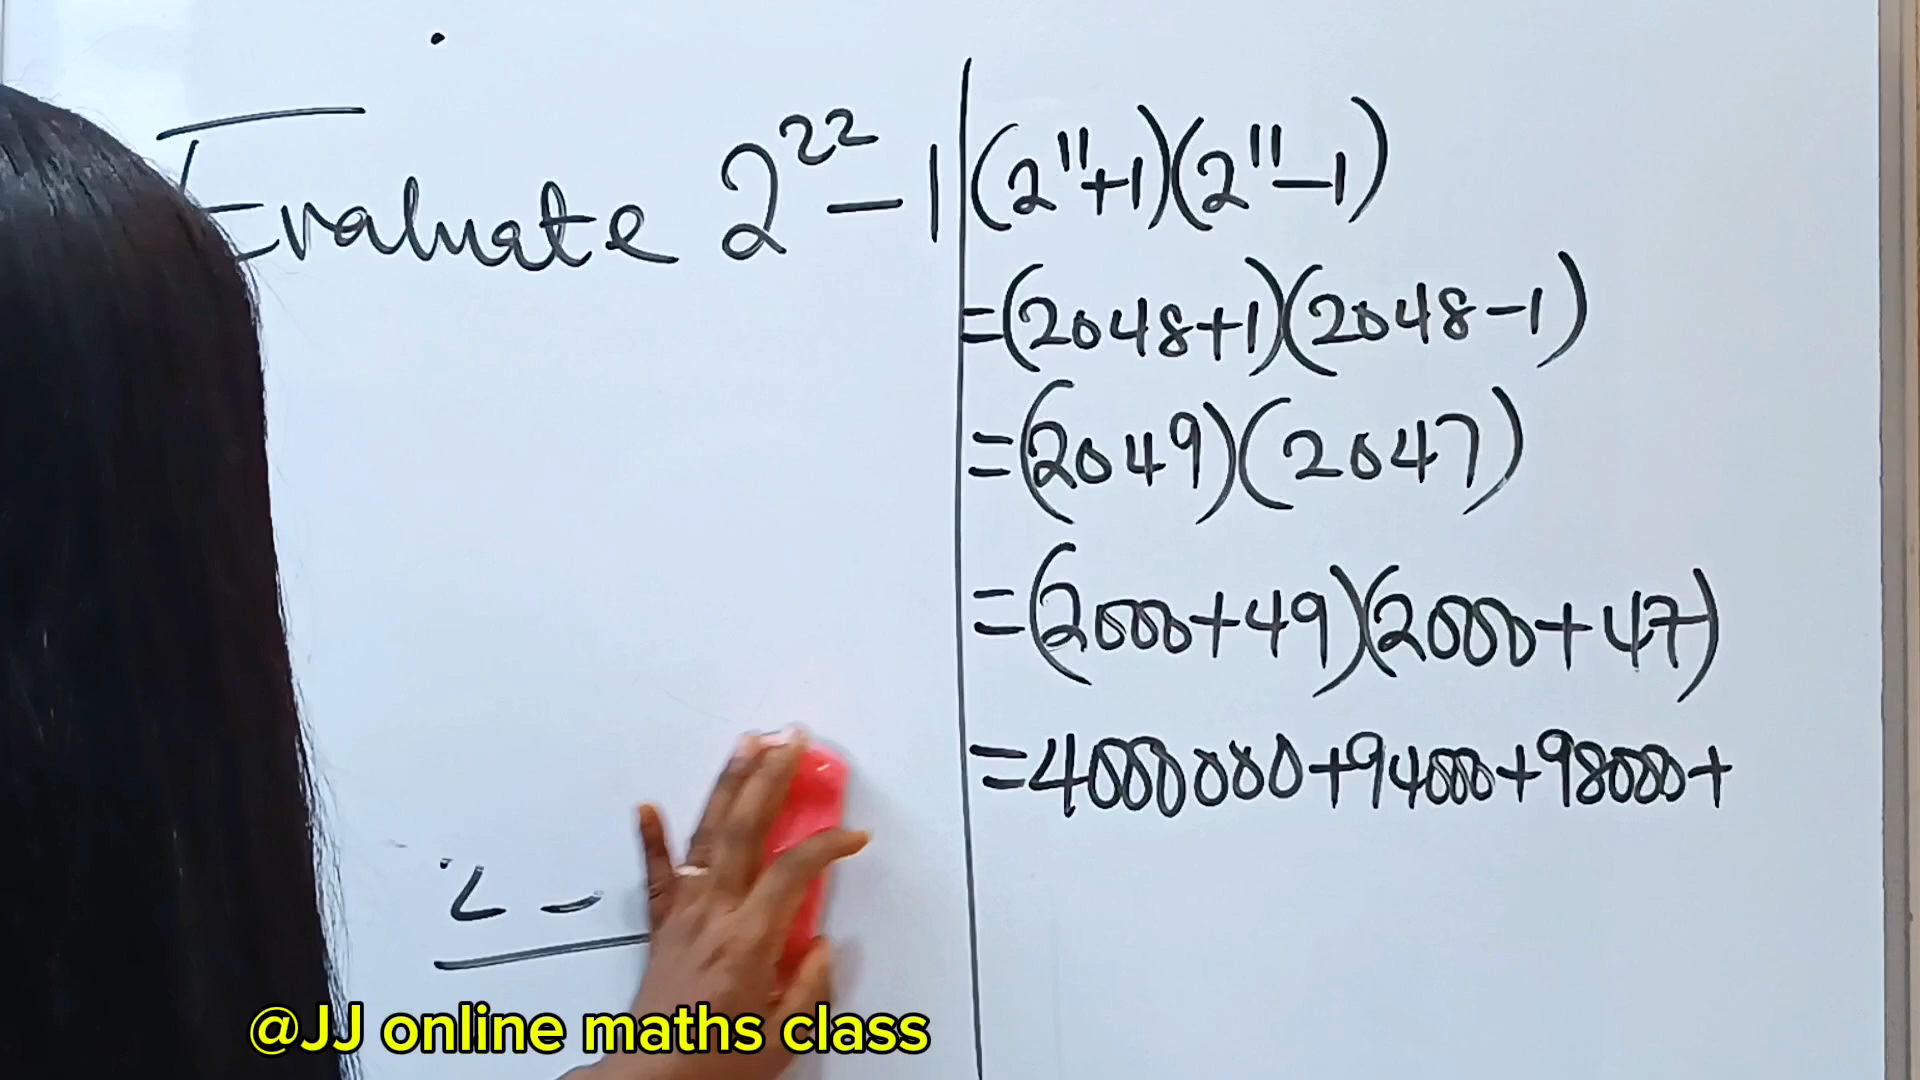 Evaluate 2²² – 1
(2¹¹+1)(2¹¹–1)
=(2048+1)(2048-1)
=(2049)(2047)
=(2000+49)(2000+47)
=4000000+94000+98000+
@JJ online maths class